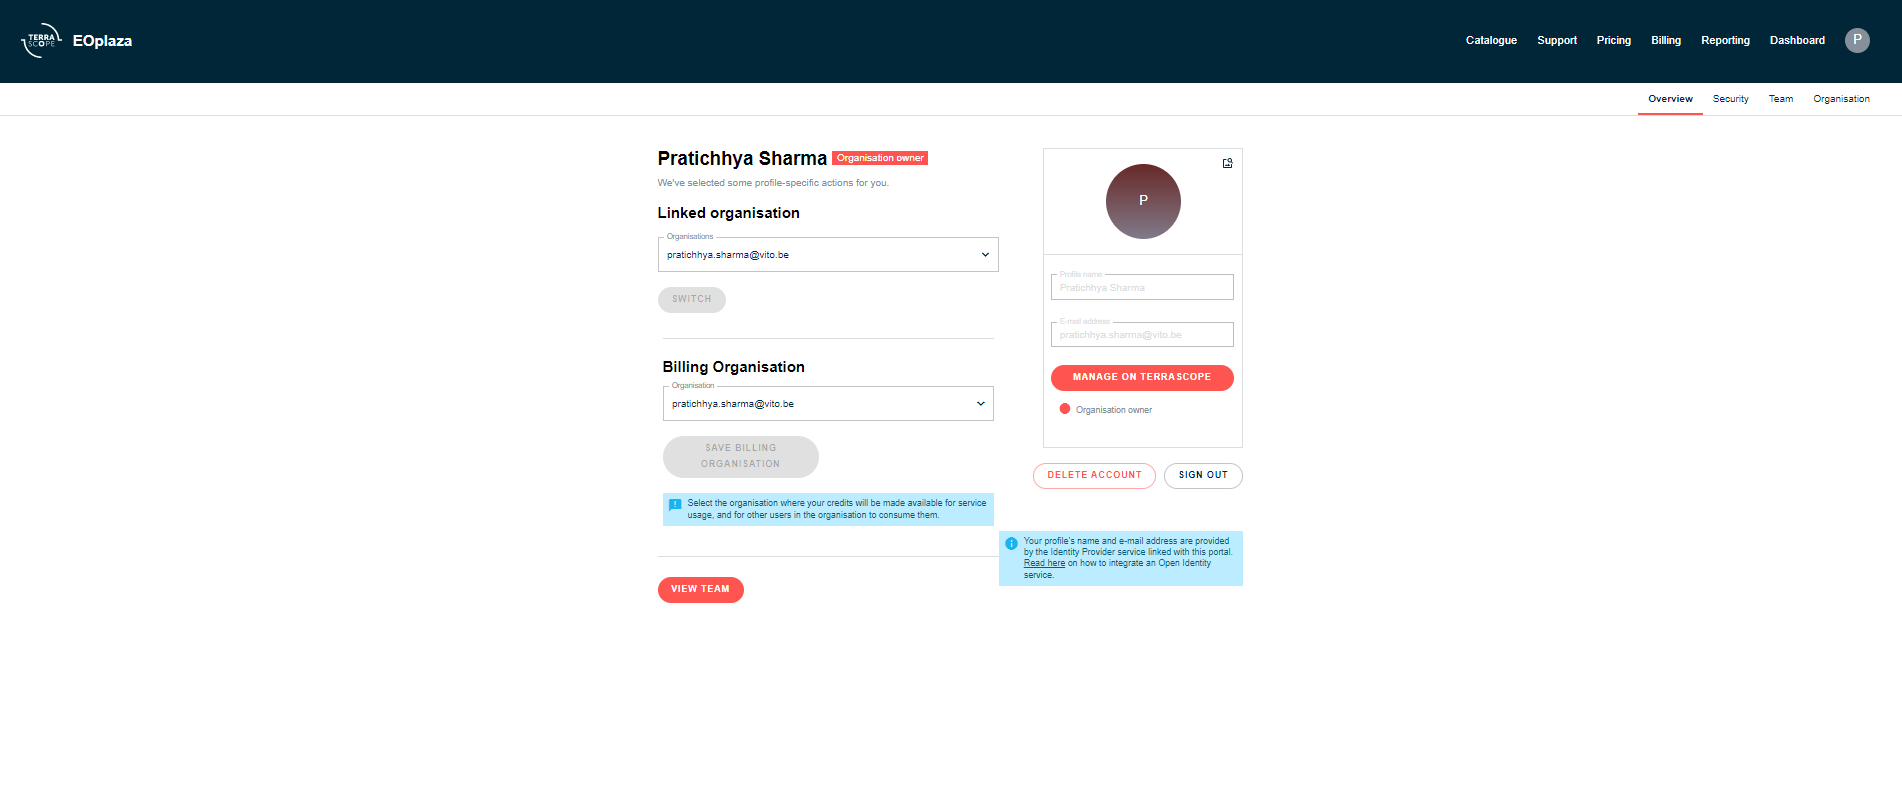 TERRA
SCOPE
EOplaza
Catalogue
Support
Pricing
Billing
Reporting
Dashboard
P
Overview
Security
Team
Organisation
Pratichhya Sharma
Organisation owner
We've selected some profile-specific actions for you.
Linked organisation
Organisations
pratichhya.sharma@vito.be
SWITCH
Billing Organisation
Organisation
pratichhya.sharma@vito.be
SAVE BILLING
ORGANISATION
Select the organisation where your credits will be made available for service
usage, and for other users in the organisation to consume them.
VIEW TEAM
P
Profile name
Pratichhya Sharma
E-mail address
pratichhya.sharma@vito.be
MANAGE ON TERRASCOPE
Organisation owner
DELETE ACCOUNT
SIGN OUT
Your profile's name and e-mail address are provided
by the Identity Provider service linked with this portal.
Read here on how to integrate an Open Identity
service.